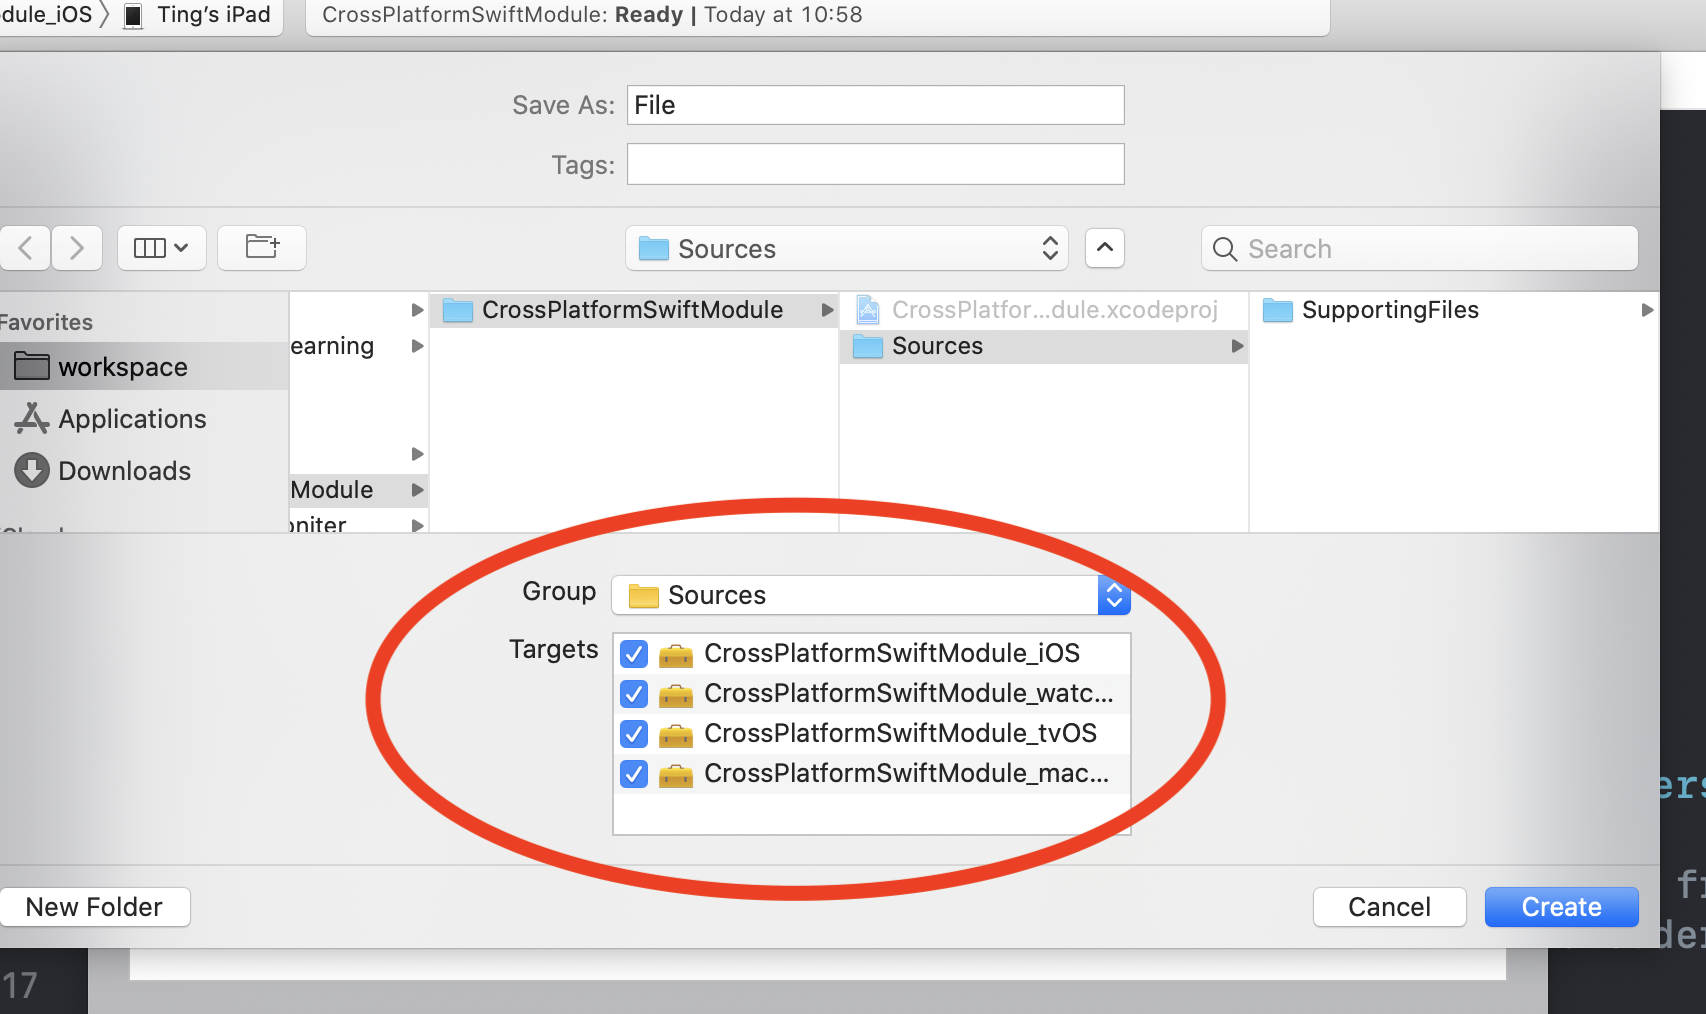 dule_iOS 〉 Ting's iPad
CrossPlatformSwiftModule: Ready | Today at 10:58
Save As: File
Tags:
Sources
Search
Favorites
workspace
Applications
Downloads
earning
Module
oniter
CrossPlatformSwiftModule
CrossPlatfor...dule.xcodeproj
Sources
SupportingFiles
Group Sources
Targets CrossPlatformSwiftModule_iOS
CrossPlatformSwiftModule_watc...
CrossPlatformSwiftModule_tvOS
CrossPlatformSwiftModule_mac...
New Folder
Cancel
Create
ers
fi
der
17